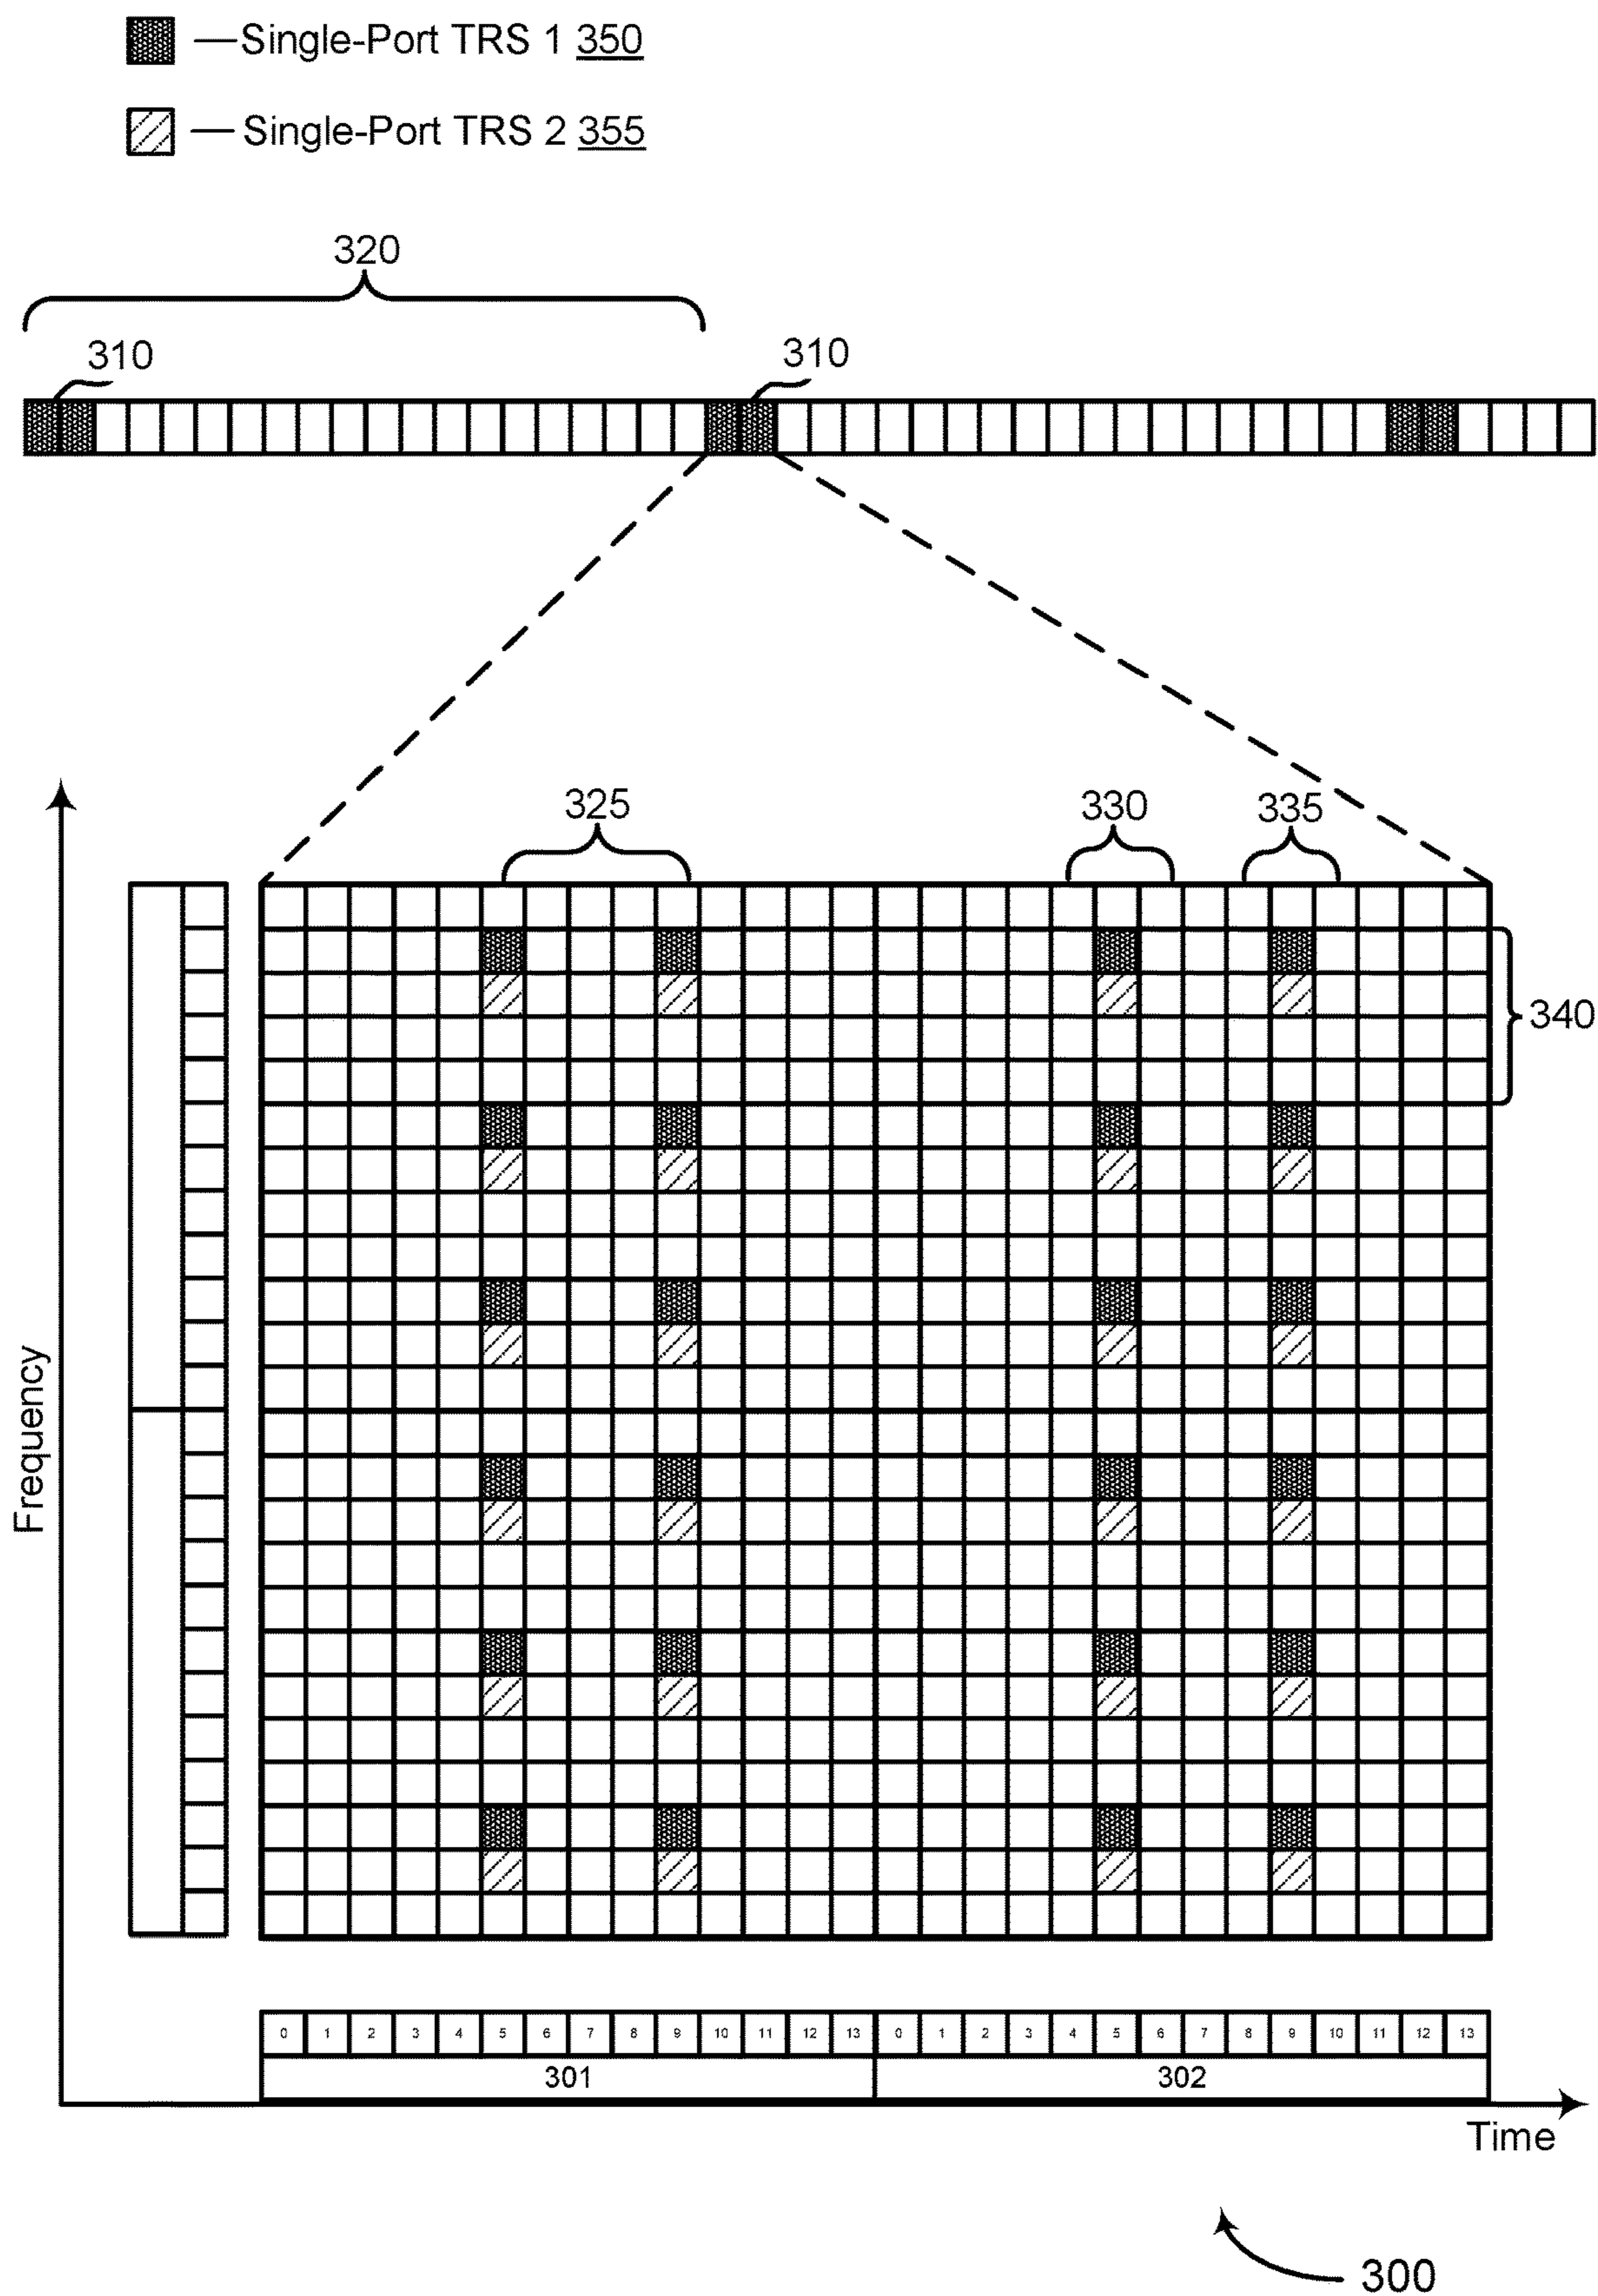 Single-Port TRS 1 350
Single-Port TRS 2 355
320
310 310
325 330 335
340
Frequency
0 1 2 3 4 5 6 7 8 9 10 11 12 13 0 1 2 3 4 5 6 7 8 9 10 11 12 13
301 302
Time
300